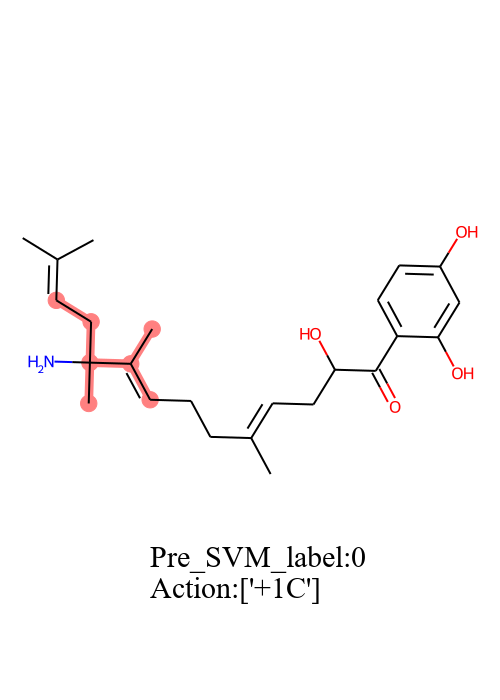 OH
HO
H2N
OH
O
Pre_SVM_label:0
Action:['+1C']